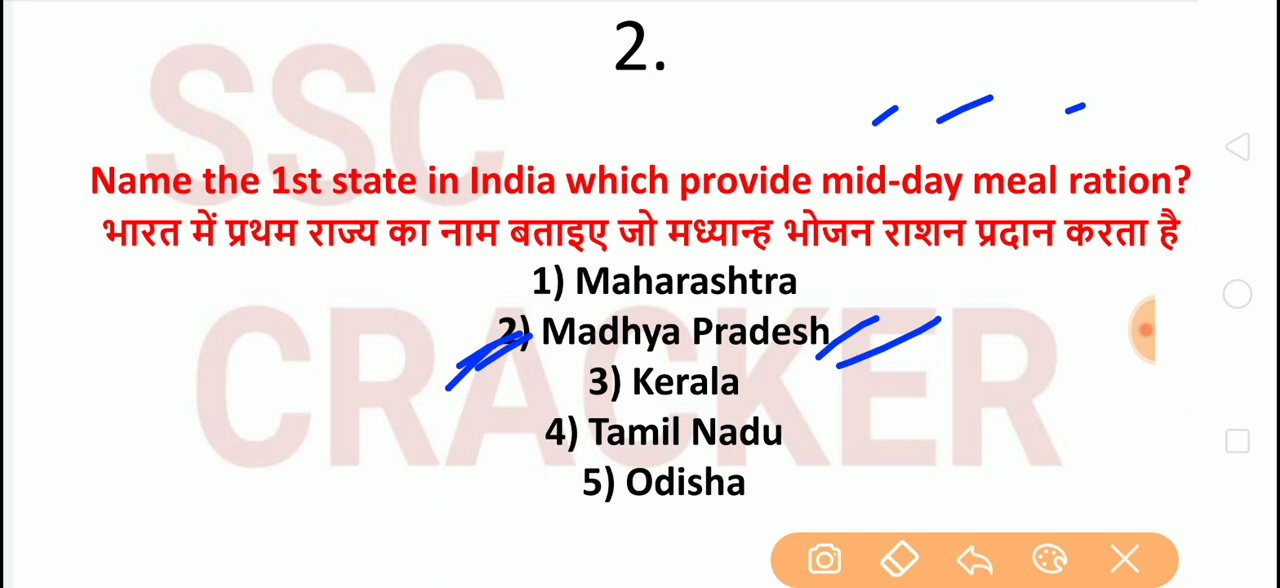 2.
SSC
Name the 1st state in India which provide mid-day meal ration?
भारत में प्रथम राज्य का नाम बताइए जो मध्यान्ह भोजन राशन प्रदान करता है
1) Maharashtra
2) Madhya Pradesh
CRACKER
3) Kerala
4) Tamil Nadu
5) Odisha